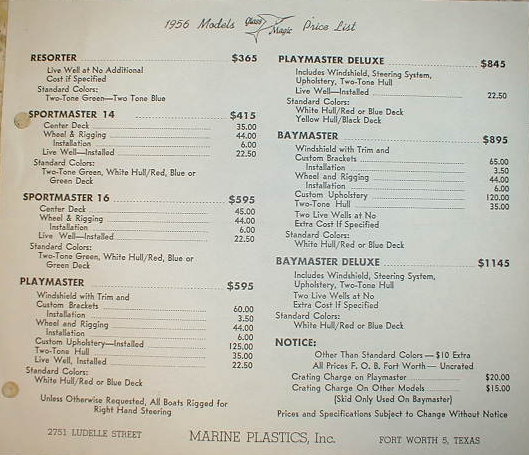 1956 Models Glass Magic Price List
RESORTER $365
Live Well at No Additional
Cost if Specified
Standard Colors:
Two-Tone Green—Two Tone Blue
SPORTMASTER 14 $415
Center Deck 35.00
Wheel & Rigging 44.00
Installation 6.00
Live Well—Installed 22.50
Standard Colors:
Two-Tone Green, White Hull/Red, Blue or
Green Deck
SPORTMASTER 16 $595
Center Deck 45.00
Wheel & Rigging 44.00
Installation 6.00
Live Well—Installed 22.50
Standard Colors:
Two-Tone Green, White Hull/Red, Blue or
Green Deck
PLAYMASTER $595
Windshield with Trim and
Custom Brackets 60.00
Installation 3.50
Wheel and Rigging 44.00
Installation 6.00
Custom Upholstery—Installed 125.00
Two-Tone Hull 35.00
Live Well, Installed 22.50
Standard Colors:
White Hull/Red or Blue Deck
Unless Otherwise Requested, All Boats Rigged for
Right Hand Steering
PLAYMASTER DELUXE $845
Includes Windshield, Steering System,
Upholstery, Two-Tone Hull
Live Well—Installed 22.50
Standard Colors:
White Hull/Red or Blue Deck
Yellow Hull/Black Deck
BAYMASTER $895
Windshield with Trim and
Custom Brackets 65.00
Installation 3.50
Wheel and Rigging 44.00
Installation 6.00
Custom Upholstery 120.00
Two-Tone Hull 35.00
Two Live Wells at No
Extra Cost If Specified
Standard Colors:
White Hull/Red or Blue Deck
BAYMASTER DELUXE $1145
Includes Windshield, Steering System,
Upholstery, Two-Tone Hull
Two Live Wells at No
Extra Cost If Specified
Standard Colors:
White Hull/Red or Blue Deck
NOTICE:
Other Than Standard Colors — $10 Extra
All Prices F. O. B. Fort Worth — Uncrated
Crating Charge on Playmaster $20.00
Crating Charge On Other Models $15.00
(Skid Only Used On Baymaster)
Prices and Specifications Subject to Change Without Notice
2751 LUDELLE STREET MARINE PLASTICS, Inc. FORT WORTH 5, TEXAS